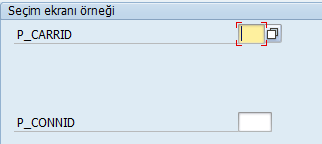 Seçim ekranı örneği
P_CARRID
P_CONNID